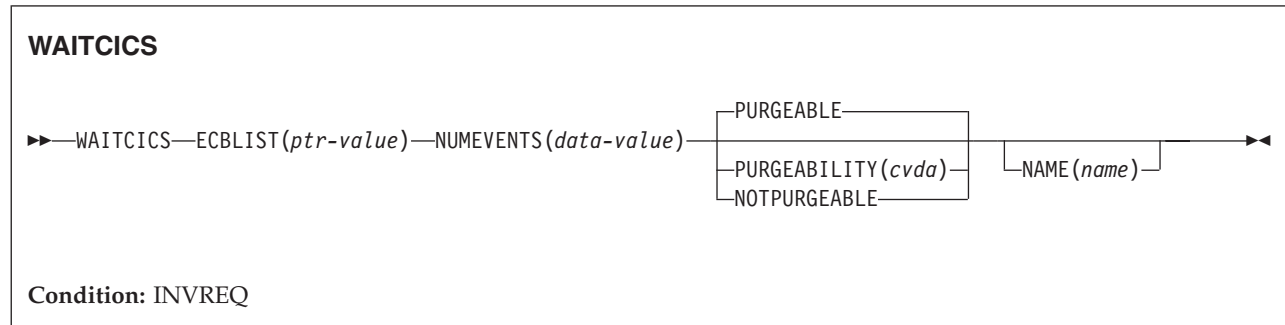 WAITCICS
PURGEABLE
WAITCICS ECBLIST(ptr-value) NUMEVENTS(data-value)
PURGEABILITY(cvda) NAME(name)
NOTPURGEABLE
Condition: INVREQ